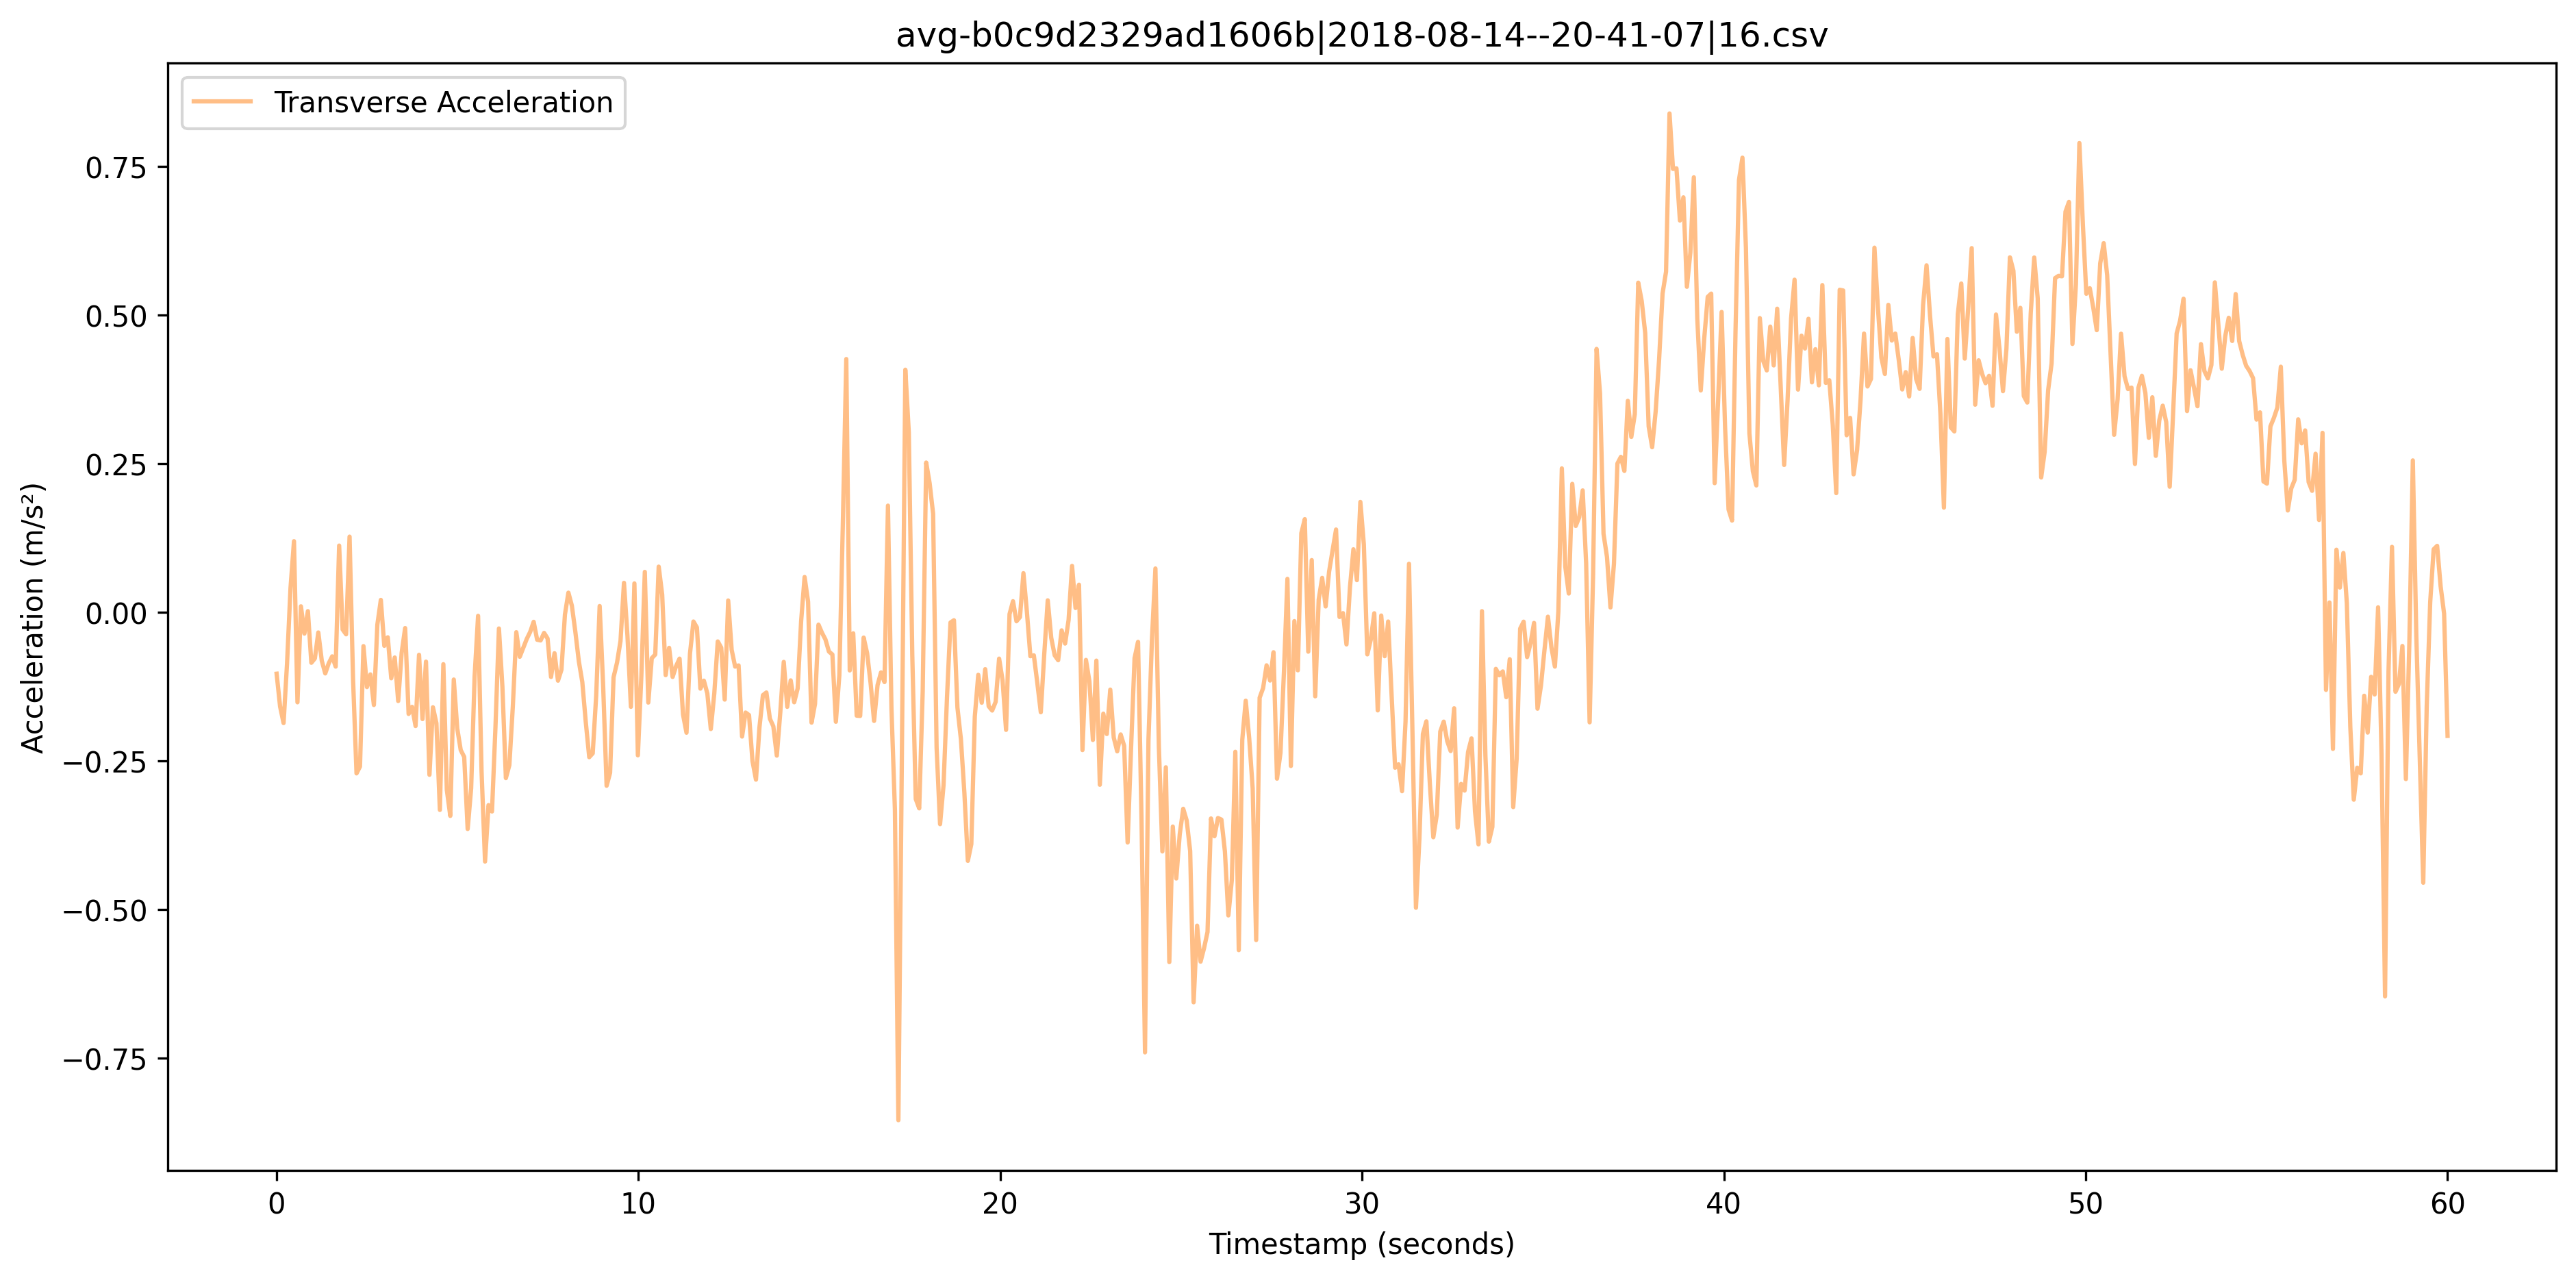 avg-b0c9d2329ad1606b|2018-08-14--20-41-07|16.csv
Transverse Acceleration
Acceleration (m/s²)
0.75
0.50
0.25
0.00
−0.25
−0.50
−0.75
0 10 20 30 40 50 60
Timestamp (seconds)